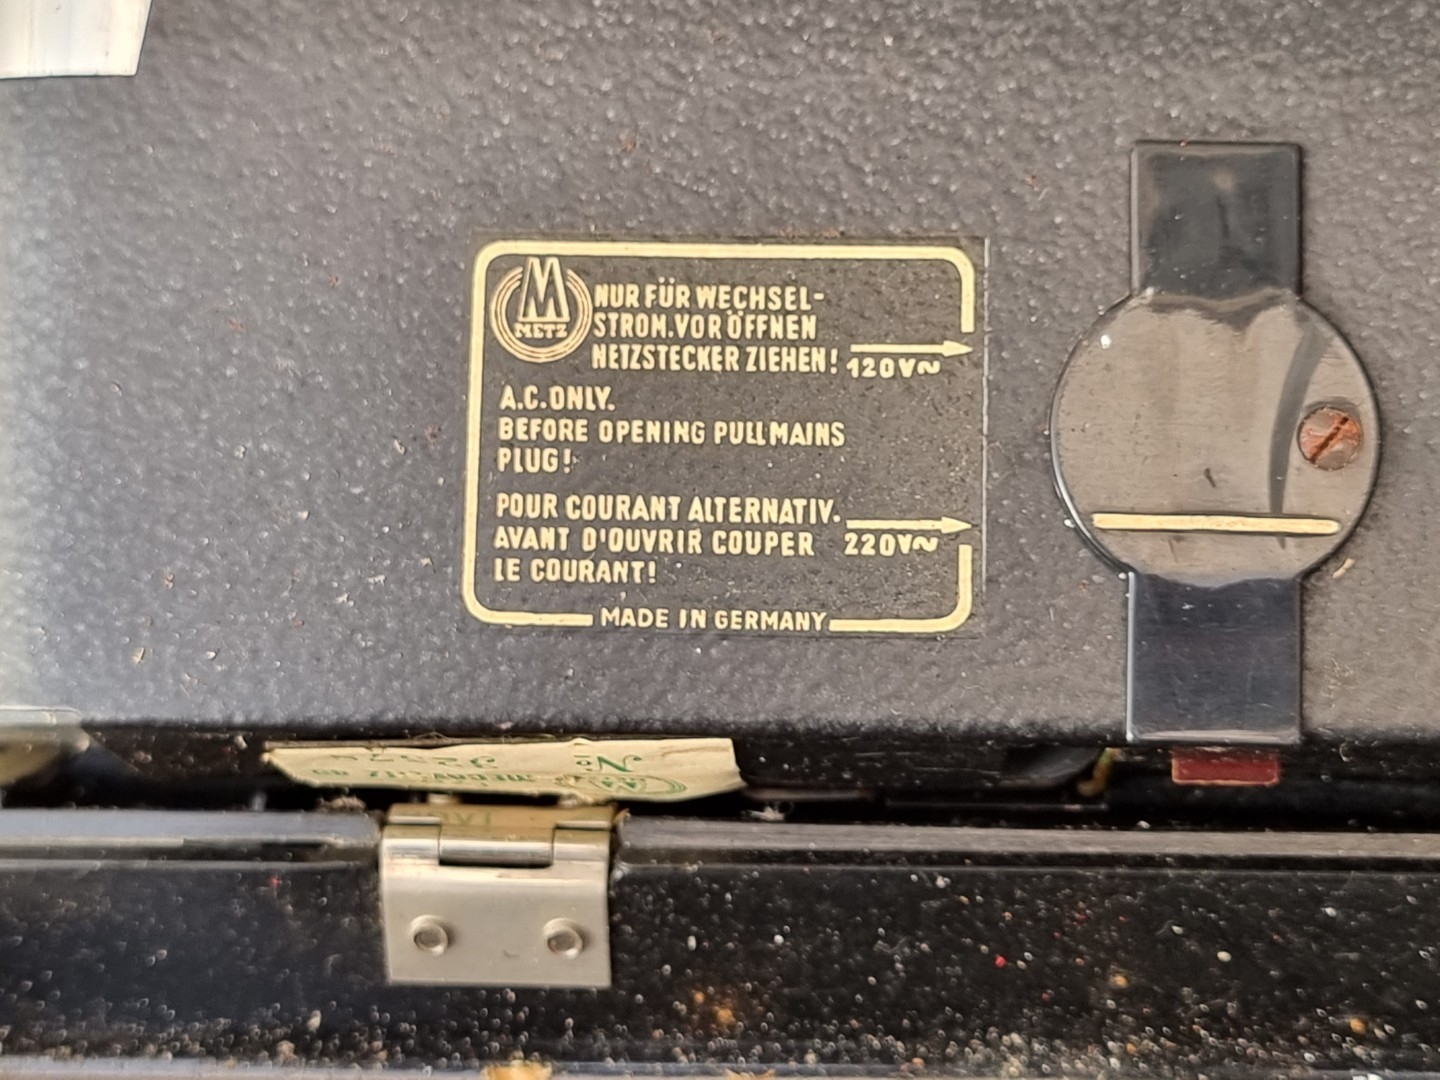 M
METZ
NUR FÜR WECHSEL-
STROM. VOR ÖFFNEN
NETZSTECKER ZIEHEN!
120V~
A.C. ONLY.
BEFORE OPENING PULL MAINS
PLUG!
POUR COURANT ALTERNATIV.
AVANT D'OUVRIR COUPER
LE COURANT!
220V~
MADE IN GERMANY
No